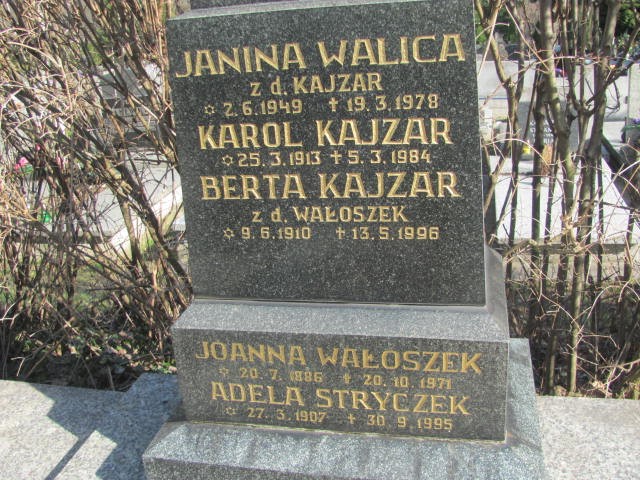 JANINA WALICA
z d. KAJZAR
✩ 2.6.1949 ✝ 19.3.1978
KAROL KAJZAR
✩ 25.3.1913 ✝ 5.3.1984
BERTA KAJZAR
z d. WAŁOSZEK
✩ 9.6.1910 ✝ 13.5.1996
JOANNA WAŁOSZEK
✩ 20.7.1886 ✝ 20.10.1971
ADELA STRYCZEK
✩ 27.3.1907 ✝ 30.9.1995